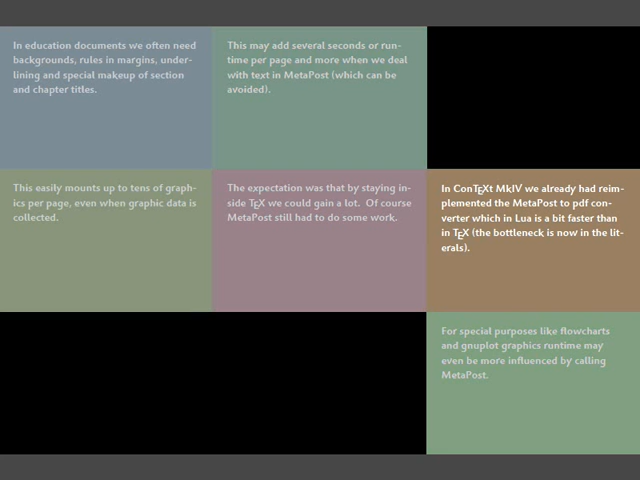 In education documents we often need
backgrounds, rules in margins, under-
lining and special makeup of section
and chapter titles.
This may add several seconds or run-
time per page and more when we deal
with text in MetaPost (which can be
avoided).
This easily mounts up to tens of graph-
ics per page, even when graphic data is
collected.
The expectation was that by staying in-
side TEX we could gain a lot. Of course
MetaPost still had to do some work.
In ConTEXt MkIV we already had reim-
plemented the MetaPost to pdf con-
verter which in Lua is a bit faster than
in TEX (the bottleneck is now in the lit-
erals).
For special purposes like flowcharts
and gnuplot graphics runtime may
even be more influenced by calling
MetaPost.